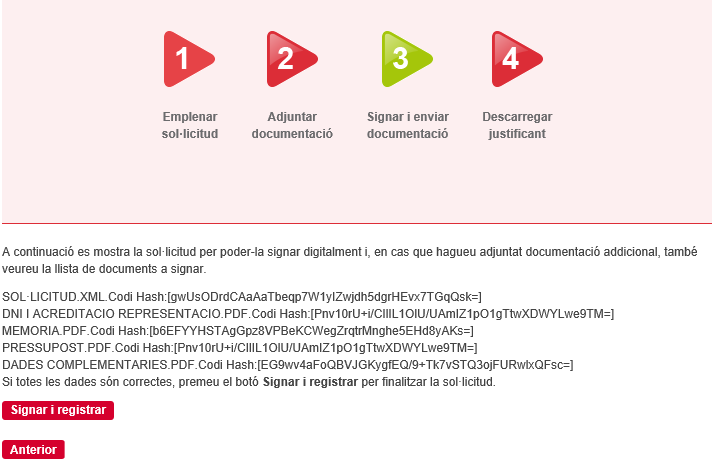 1 2 3 4
Emplenar Adjuntar Signar i enviar Descarregar
sol·licitud documentació documentació justificant
A continuació es mostra la sol·licitud per poder-la signar digitalment i, en cas que hagueu adjuntat documentació addicional, també
veureu la llista de documents a signar.
SOL·LICITUD.XML.Codi Hash:[gwUsODrdCAaAaTbeqp7W1yIZwjdh5dgrHEvx7TGqQsk=]
DNI I ACREDITACIO REPRESENTACIO.PDF.Codi Hash:[Pnv10rU+i/CIIIL1OIU/UAmIZ1pO1gTtwXDWYLwe9TM=]
MEMORIA.PDF.Codi Hash:[b6EFYYHSTAgGpz8VPBeKCWegZrqtrMnghe5EHd8yAKs=]
PRESSUPOST.PDF.Codi Hash:[Pnv10rU+i/CIIIL1OIU/UAmIZ1pO1gTtwXDWYLwe9TM=]
DADES COMPLEMENTARIES.PDF.Codi Hash:[EG9wv4aFoQBVJGKygfEQ/9+Tk7vSTQ3ojFURwIxQFsc=]
Si totes les dades són correctes, premeu el botó Signar i registrar per finalitzar la sol·licitud.
Signar i registrar
Anterior